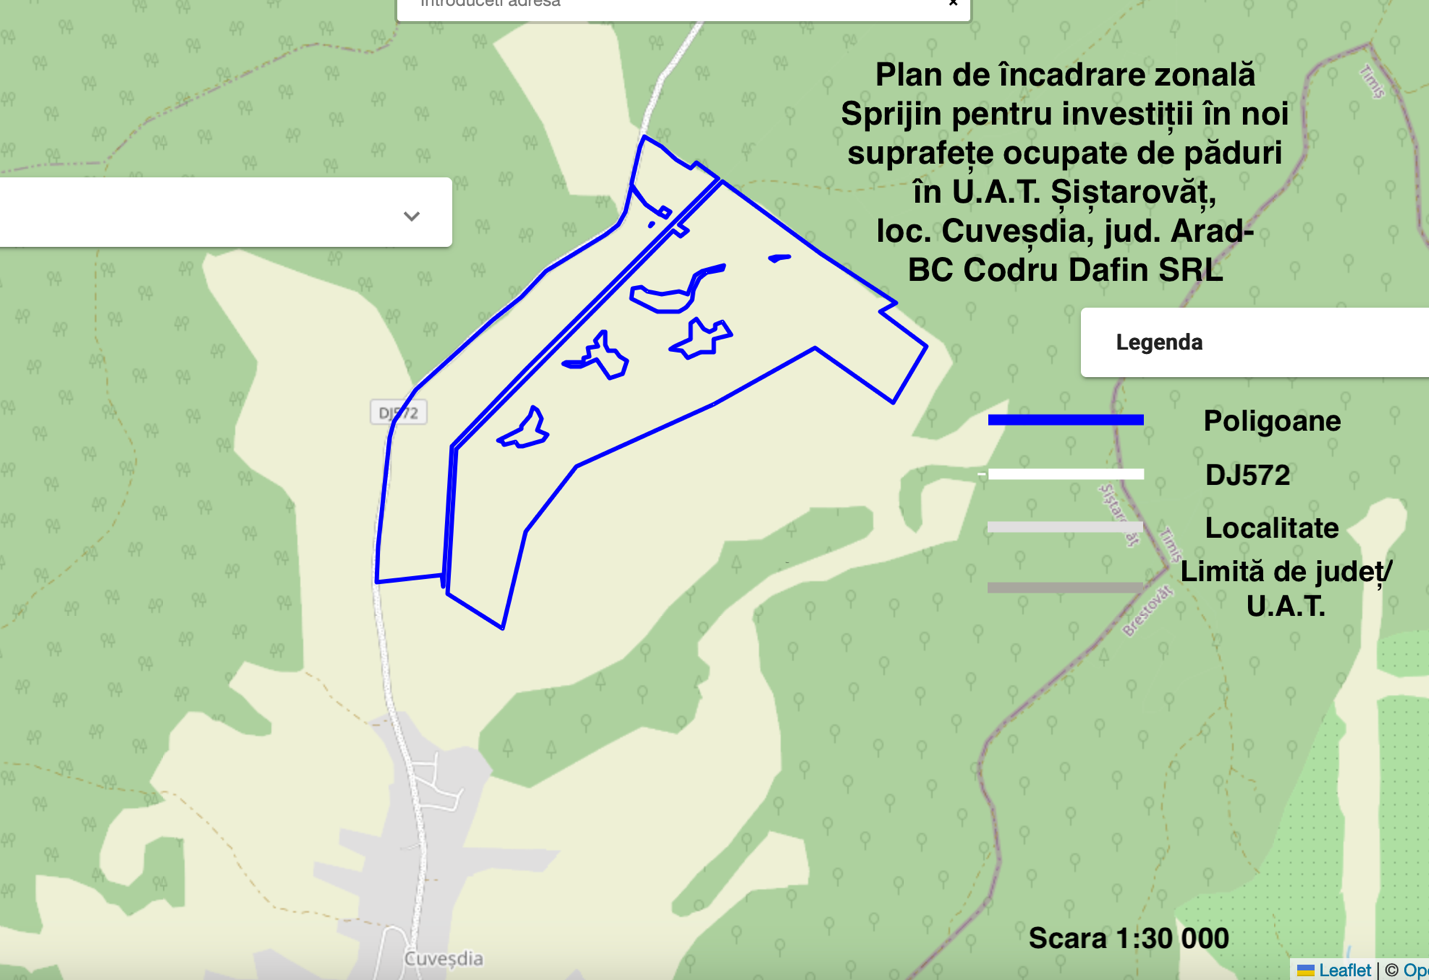 Introduceti adresa ×
Plan de încadrare zonală
Sprijin pentru investiții în noi
suprafețe ocupate de păduri
în U.A.T. Șiștarovăț,
loc. Cuveșdia, jud. Arad-
BC Codru Dafin SRL
Timiș
Legenda
DJ572
Poligoane
DJ572
Localitate
Limită de județ/
U.A.T.
Timiș
Brestovăț
Scara 1:30 000
Cuveșdia
Leaflet | ©